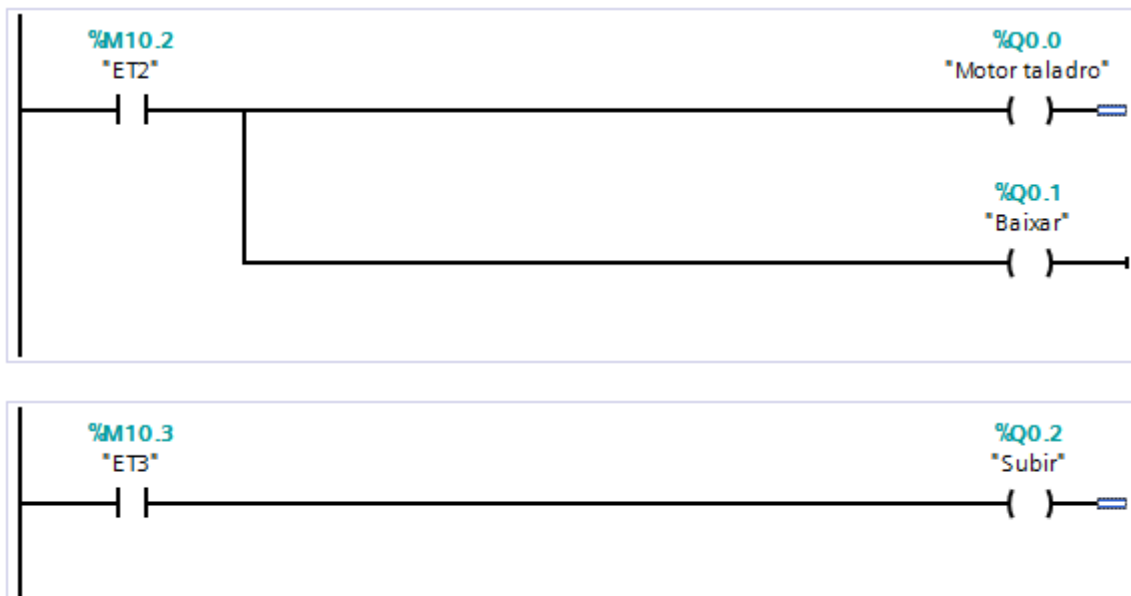 %M10.2
"ET2"
%Q0.0
"Motor taladro"
%Q0.1
"Baixar"
%M10.3
"ET3"
%Q0.2
"Subir"